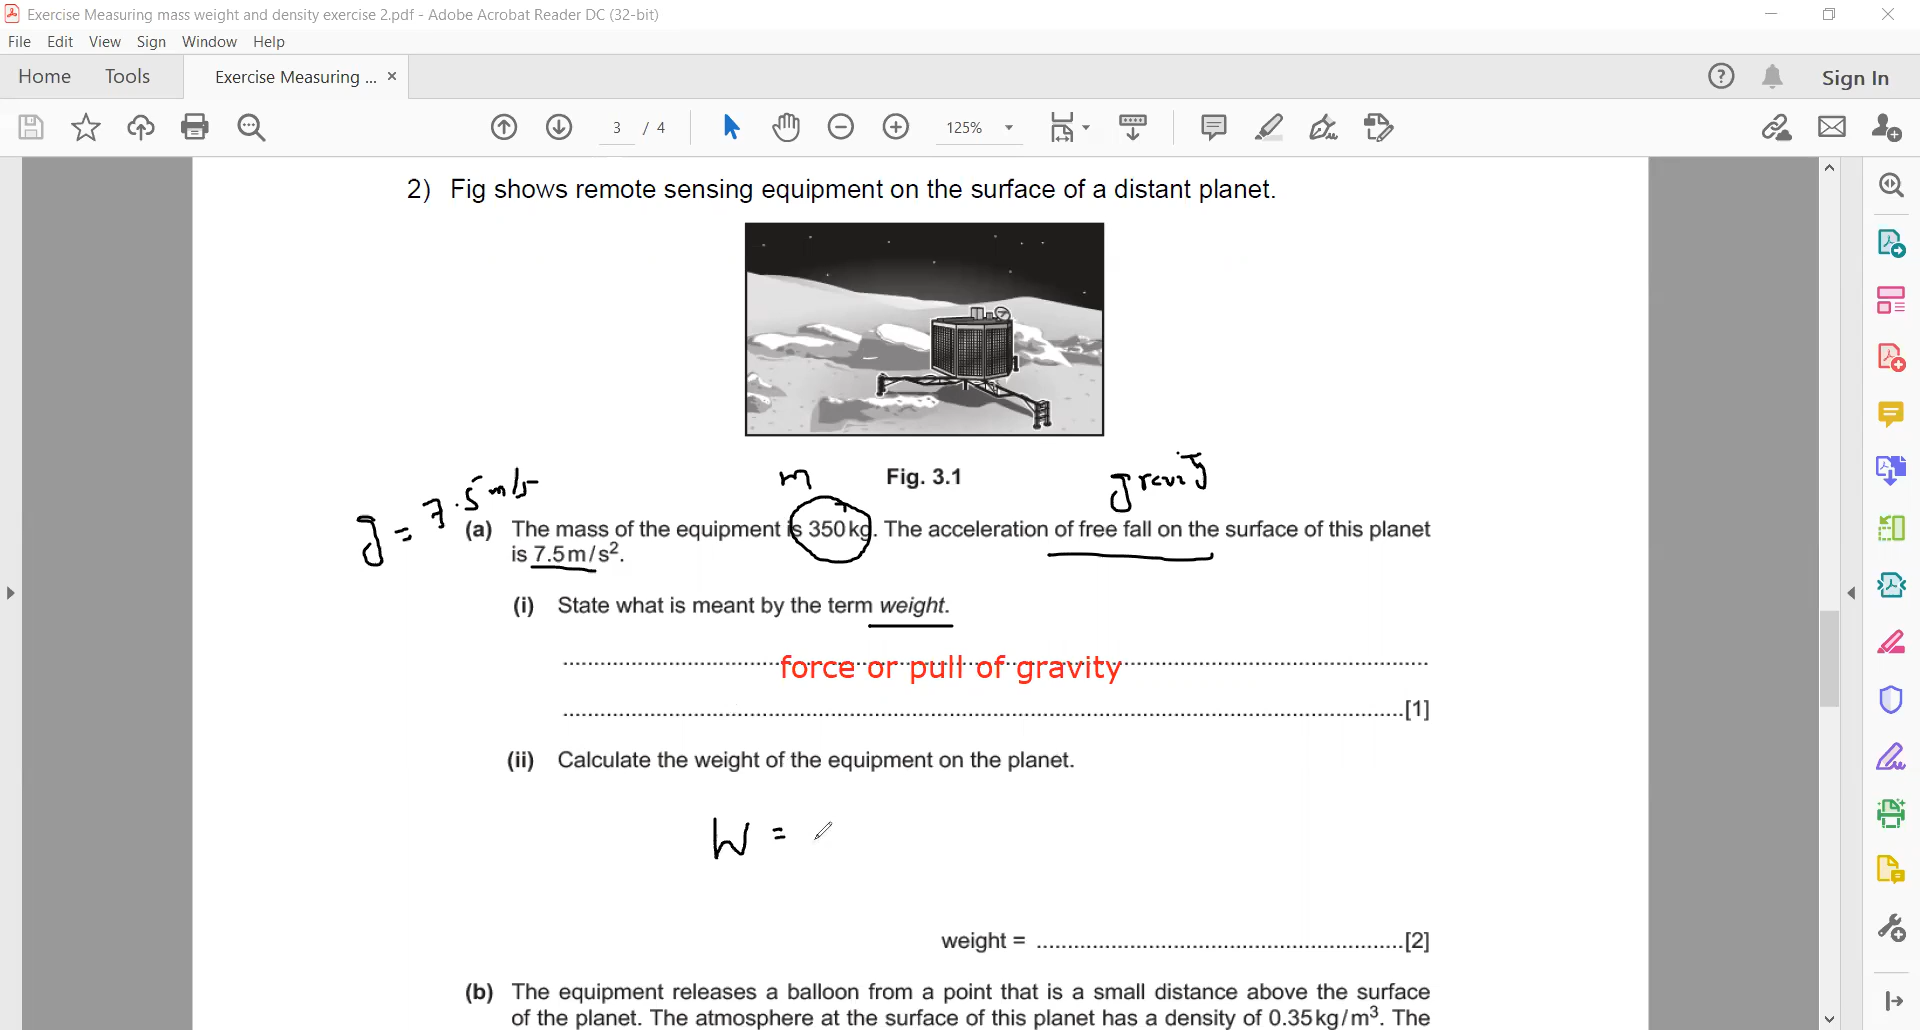 Exercise Measuring mass weight and density exercise 2.pdf - Adobe Acrobat Reader DC (32-bit)
File Edit View Sign Window Help
Home Tools Exercise Measuring ... × Sign In
3 / 4 125%
2) Fig shows remote sensing equipment on the surface of a distant planet.
m Fig. 3.1 gravity
g = 7.5 m/s
(a) The mass of the equipment is 350 kg. The acceleration of free fall on the surface of this planet
is 7.5 m/s².
(i) State what is meant by the term weight.
force or pull of gravity
[1]
(ii) Calculate the weight of the equipment on the planet.
W =
weight = [2]
(b) The equipment releases a balloon from a point that is a small distance above the surface
of the planet. The atmosphere at the surface of this planet has a density of 0.35 kg/m³. The